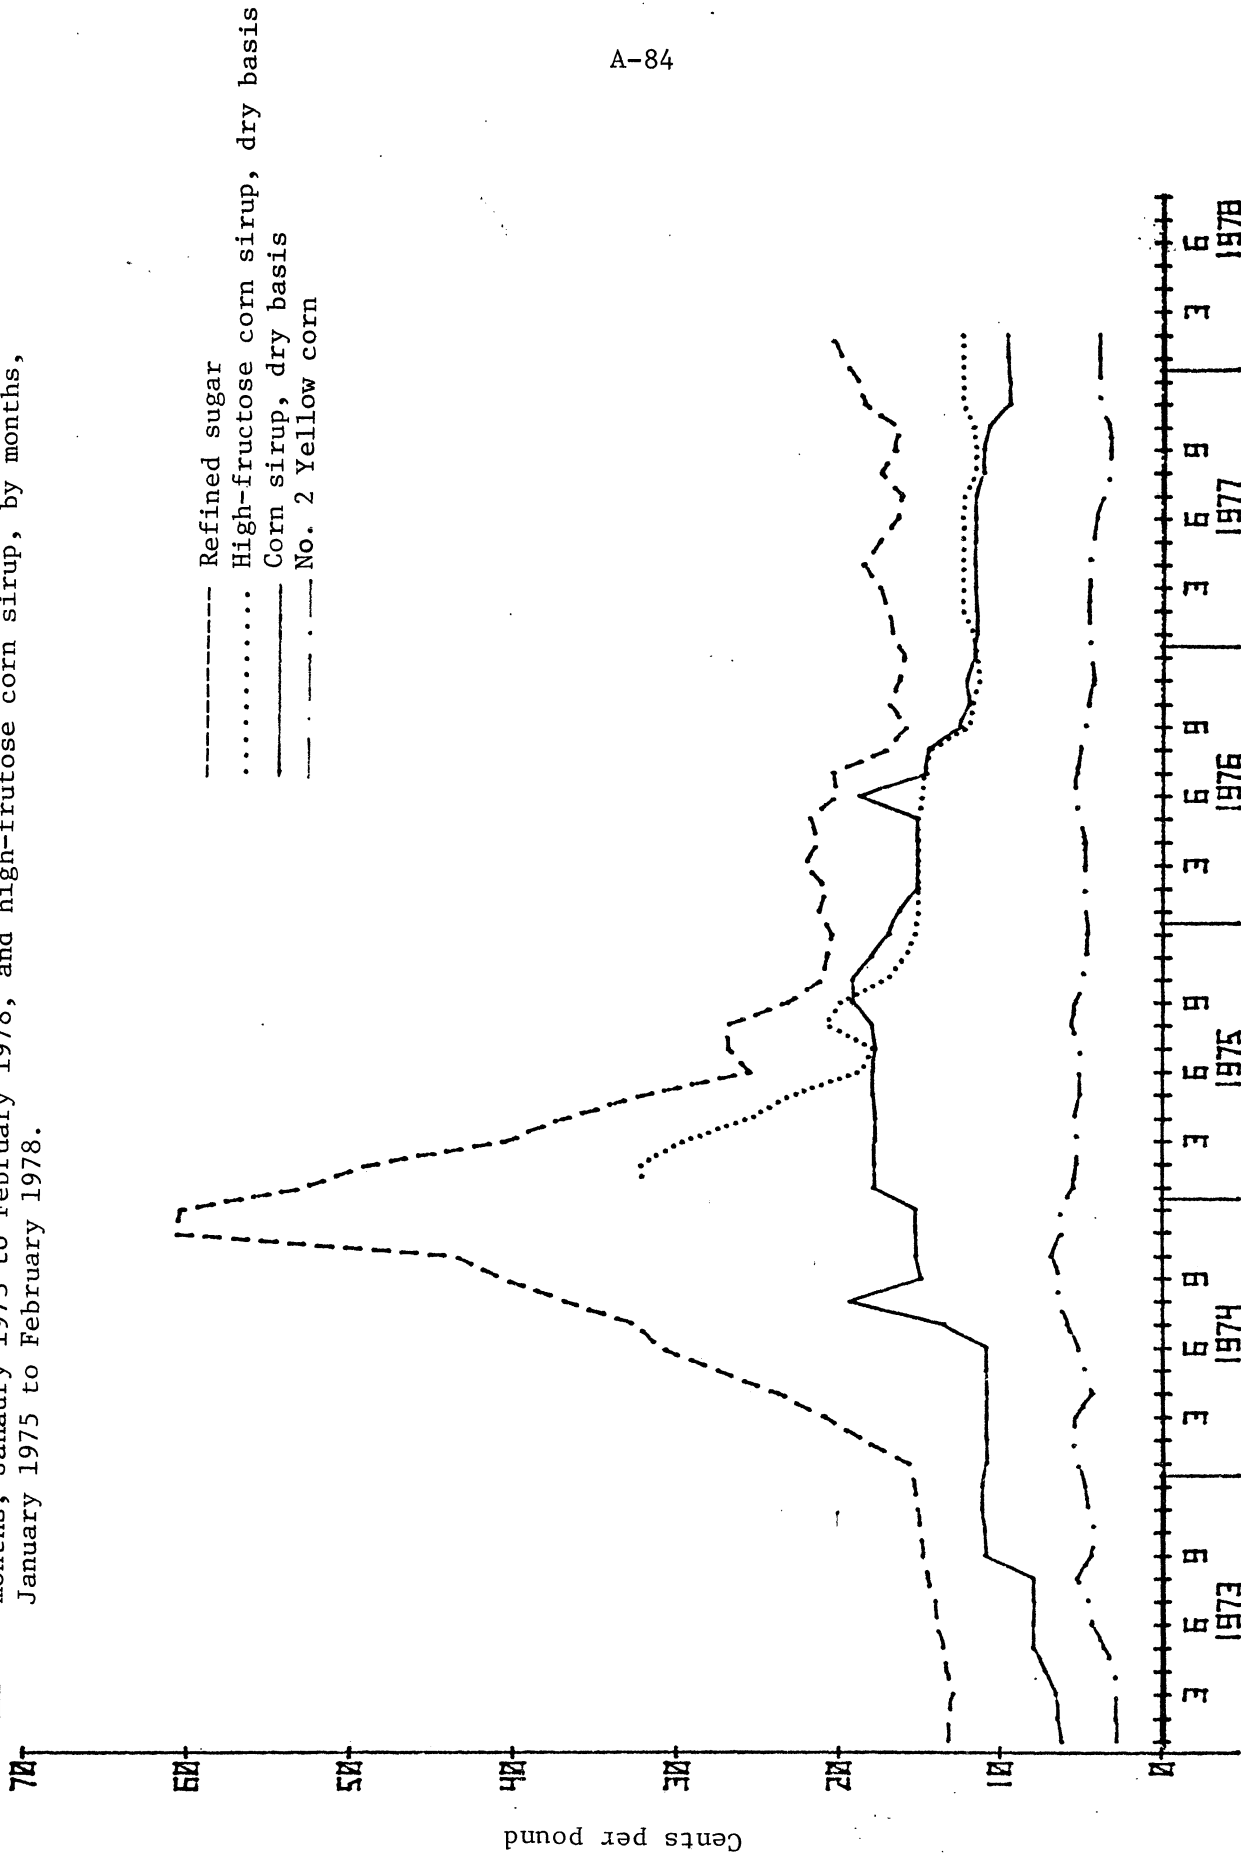 A-84
months, January 1973 to February 1978, and high-frutose corn sirup, by months,
January 1975 to February 1978.
Refined sugar
High-fructose corn sirup, dry basis
Corn sirup, dry basis
No. 2 Yellow corn
Cents per pound
70
60
50
40
30
20
10
0
3 6 9 3 6 9 3 6 9 3 6 9 3 6 9 3 6
1973 1974 1975 1976 1977 1978